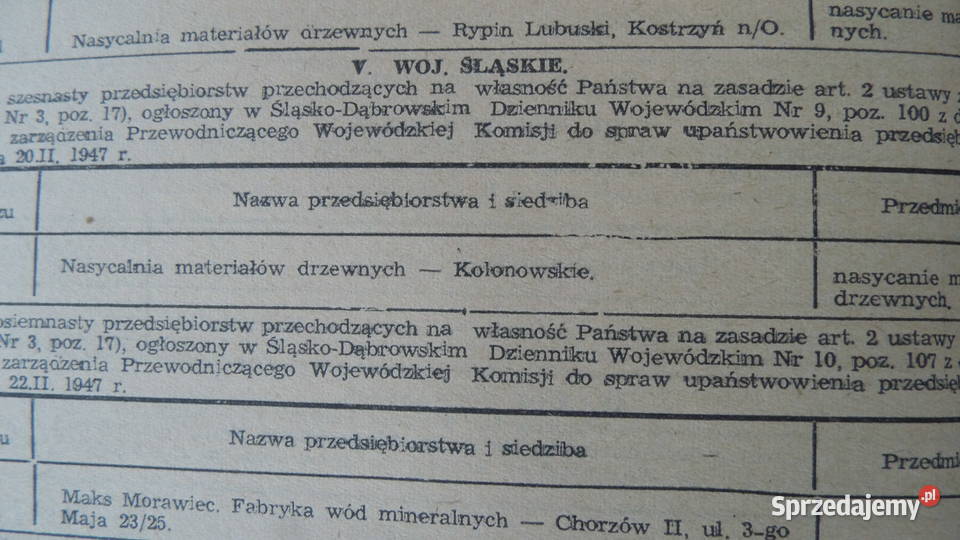 nasycanie
Nasycalnia materiałów drzewnych — Rypin Lubuski, Kostrzyń n/O. nych.
V. WOJ. ŚLĄSKIE.
szesnasty przedsiębiorstw przechodzących na własność Państwa na zasadzie art. 2 ustawy
Nr 3, poz. 17), ogłoszony w Śląsko-Dąbrowskim Dzienniku Wojewódzkim Nr 9, poz. 100 z
zarządzenia Przewodniczącego Wojewódzkiej Komisji do spraw upaństwowienia przedsięb
20.II. 1947 r.
Nazwa przedsiębiorstwa i siedziba Przedmi
Nasycalnia materiałów drzewnych — Kolonowskie. nasycanie m
drzewnych.
osiemnasty przedsiębiorstw przechodzących na własność Państwa na zasadzie art. 2 ustawy
Nr 3, poz. 17), ogłoszony w Śląsko-Dąbrowskim Dzienniku Wojewódzkim Nr 10, poz. 107 z
zarządzenia Przewodniczącego Wojewódzkiej Komisji do spraw upaństwowienia przedsięb
22.II. 1947 r.
Nazwa przedsiębiorstwa i siedziba Przedmi
Maks Morawiec. Fabryka wód mineralnych — Chorzów II, ul. 3-go
Maja 23/25.
Sprzedajemy.pl